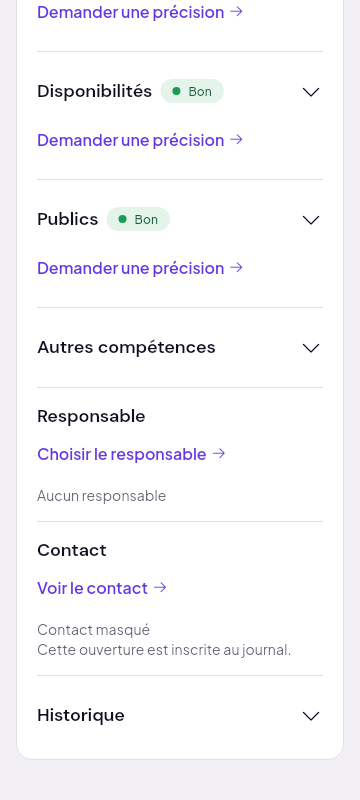 Demander une précision →
Disponibilités Bon
Demander une précision →
Publics Bon
Demander une précision →
Autres compétences
Responsable
Choisir le responsable →
Aucun responsable
Contact
Voir le contact →
Contact masqué
Cette ouverture est inscrite au journal.
Historique